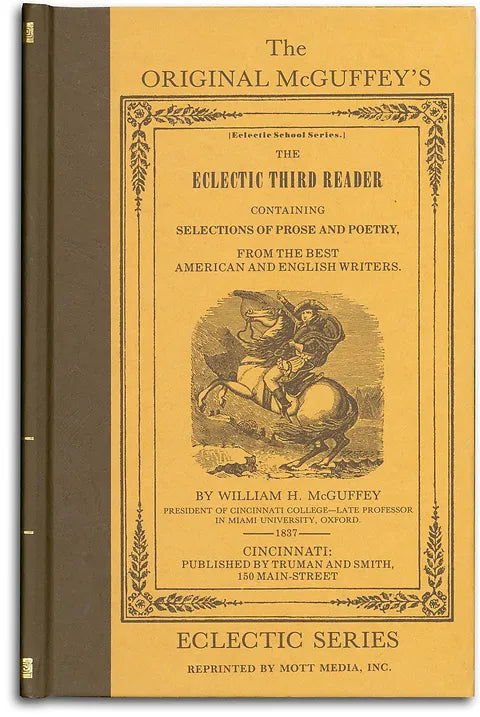 The
ORIGINAL McGUFFEY'S
[Eclectic School Series.]
THE
ECLECTIC THIRD READER
CONTAINING
SELECTIONS OF PROSE AND POETRY,
FROM THE BEST
AMERICAN AND ENGLISH WRITERS.
BY WILLIAM H. McGUFFEY
PRESIDENT OF CINCINNATI COLLEGE—LATE PROFESSOR
IN MIAMI UNIVERSITY, OXFORD.
1837
CINCINNATI:
PUBLISHED BY TRUMAN AND SMITH,
150 MAIN-STREET
ECLECTIC SERIES
REPRINTED BY MOTT MEDIA, INC.